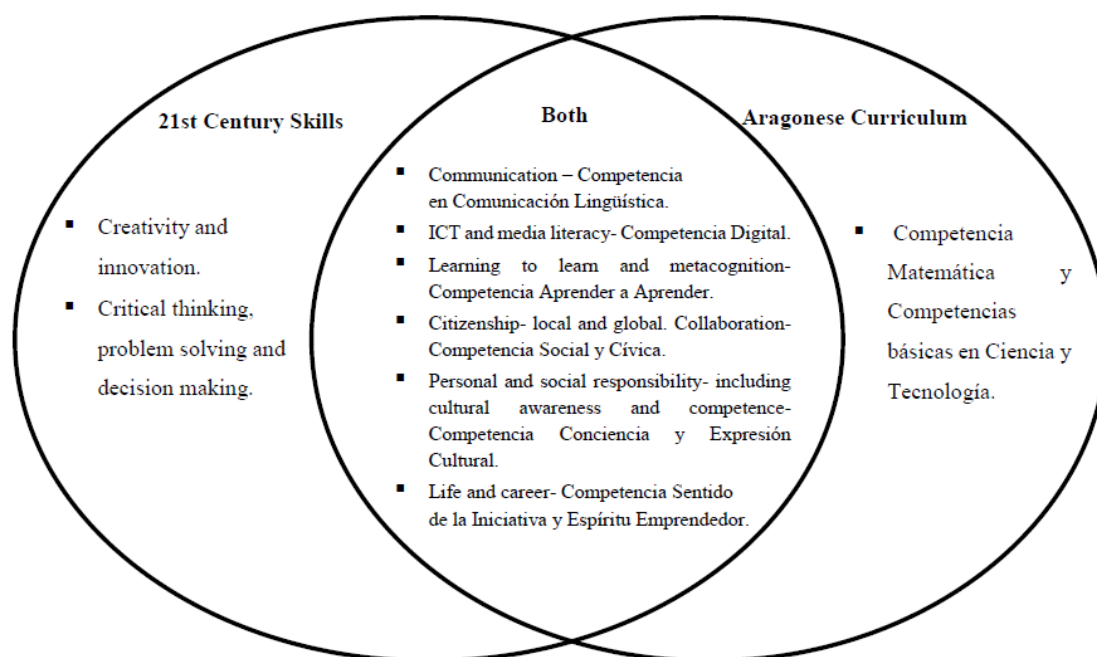 21st Century Skills
▪ Creativity and
innovation.
▪ Critical thinking,
problem solving and
decision making.
Both
▪ Communication – Competencia
en Comunicación Lingüística.
▪ ICT and media literacy- Competencia Digital.
▪ Learning to learn and metacognition-
Competencia Aprender a Aprender.
▪ Citizenship- local and global. Collaboration-
Competencia Social y Cívica.
▪ Personal and social responsibility- including
cultural awareness and competence-
Competencia Conciencia y Expresión
Cultural.
▪ Life and career- Competencia Sentido
de la Iniciativa y Espíritu Emprendedor.
Aragonese Curriculum
▪ Competencia
Matemática y
Competencias
básicas en Ciencia y
Tecnología.